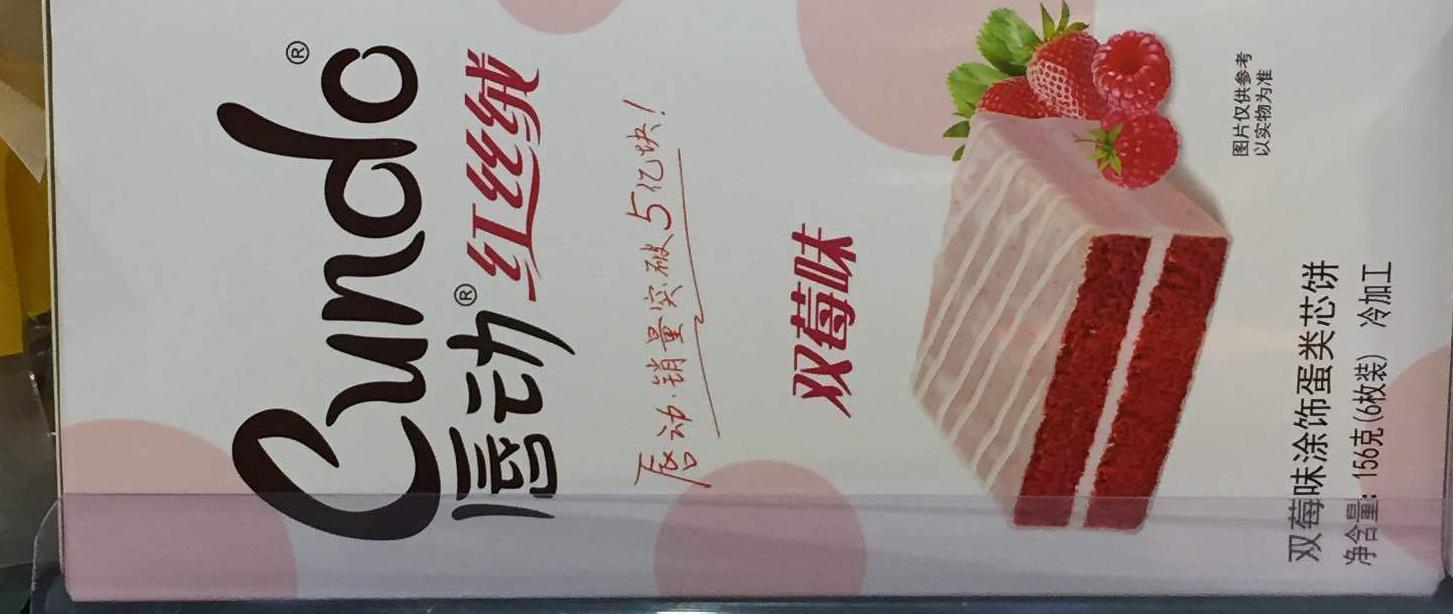 Cundo®
唇动®红丝绒
唇动·销量突破5亿块！
双莓味
图片仅供参考
以实物为准
双莓味涂饰蛋类芯饼
净含量：156克(6枚装) 冷加工